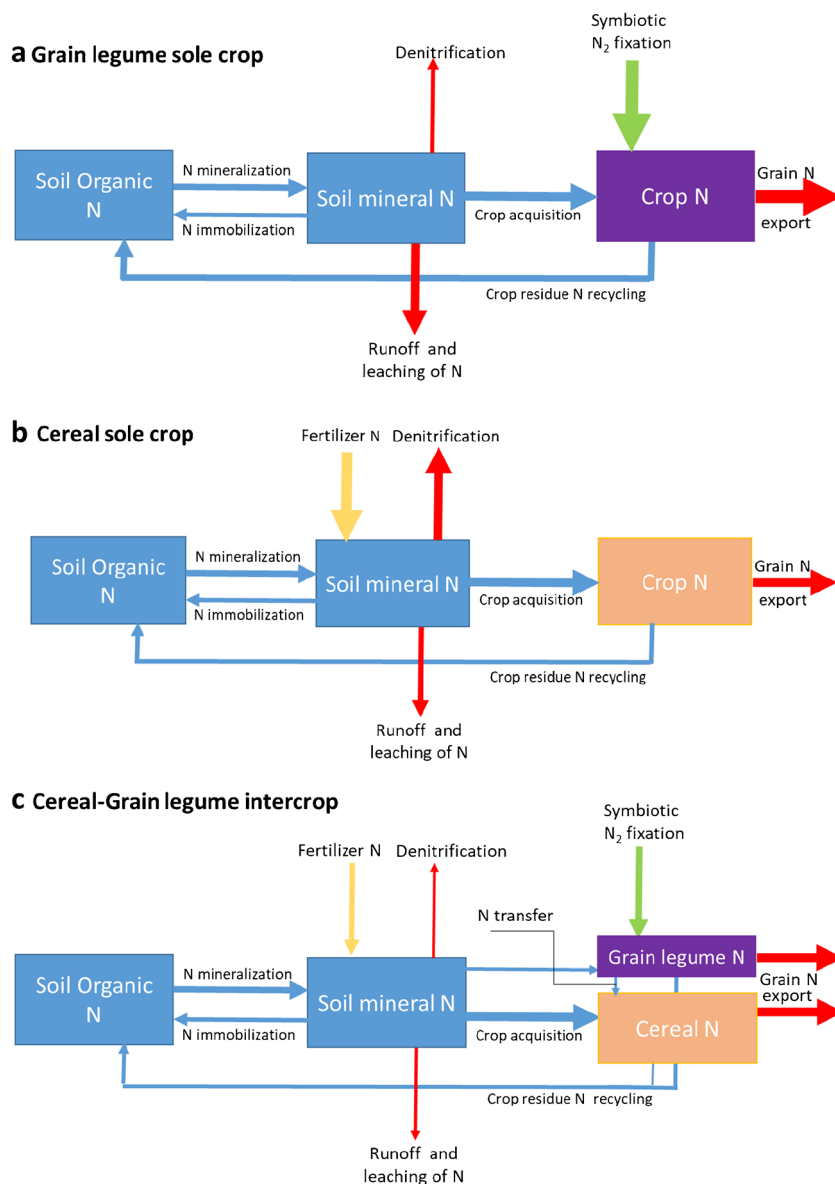 a Grain legume sole crop
Denitrification
Symbiotic
N2 fixation
Soil Organic
N
N mineralization
N immobilization
Soil mineral N
Crop acquisition
Crop N
Grain N
export
Crop residue N recycling
Runoff and
leaching of N
b Cereal sole crop
Fertilizer N
Denitrification
Soil Organic
N
N mineralization
N immobilization
Soil mineral N
Crop acquisition
Crop N
Grain N
export
Crop residue N recycling
Runoff and
leaching of N
c Cereal-Grain legume intercrop
Symbiotic
N2 fixation
Fertilizer N
Denitrification
N transfer
Soil Organic
N
N mineralization
N immobilization
Soil mineral N
Crop acquisition
Grain legume N
Cereal N
Grain N
export
Crop residue N recycling
Runoff and
leaching of N